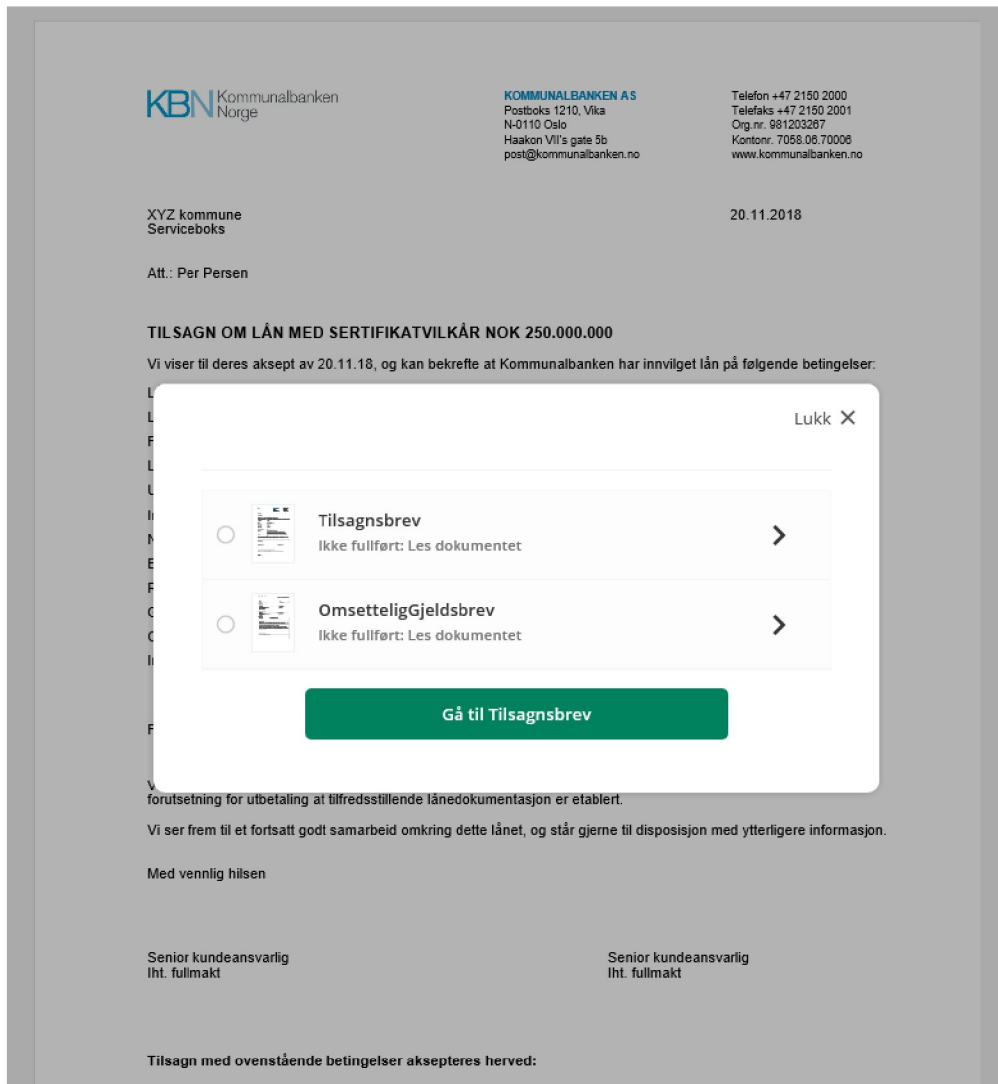 KBN Kommunalbanken
Norge
KOMMUNALBANKEN AS
Postboks 1210, Vika
N-0110 Oslo
Haakon VII's gate 5b
post@kommunalbanken.no
Telefon +47 2150 2000
Telefaks +47 2150 2001
Org.nr. 981203267
Kontonr. 7058.06.70006
www.kommunalbanken.no
XYZ kommune
Serviceboks
20.11.2018
Att.: Per Persen
TILSAGN OM LÅN MED SERTIFIKATVILKÅR NOK 250.000.000
Vi viser til deres aksept av 20.11.18, og kan bekrefte at Kommunalbanken har innvilget lån på følgende betingelser:
Lukk
Tilsagnsbrev
Ikke fullført: Les dokumentet
OmsetteligGjeldsbrev
Ikke fullført: Les dokumentet
Gå til Tilsagnsbrev
forutsetning for utbetaling at tilfredsstillende lånedokumentasjon er etablert.
Vi ser frem til et fortsatt godt samarbeid omkring dette lånet, og står gjerne til disposisjon med ytterligere informasjon.
Med vennlig hilsen
Senior kundeansvarlig
Iht. fullmakt
Senior kundeansvarlig
Iht. fullmakt
Tilsagn med ovenstående betingelser aksepteres herved: